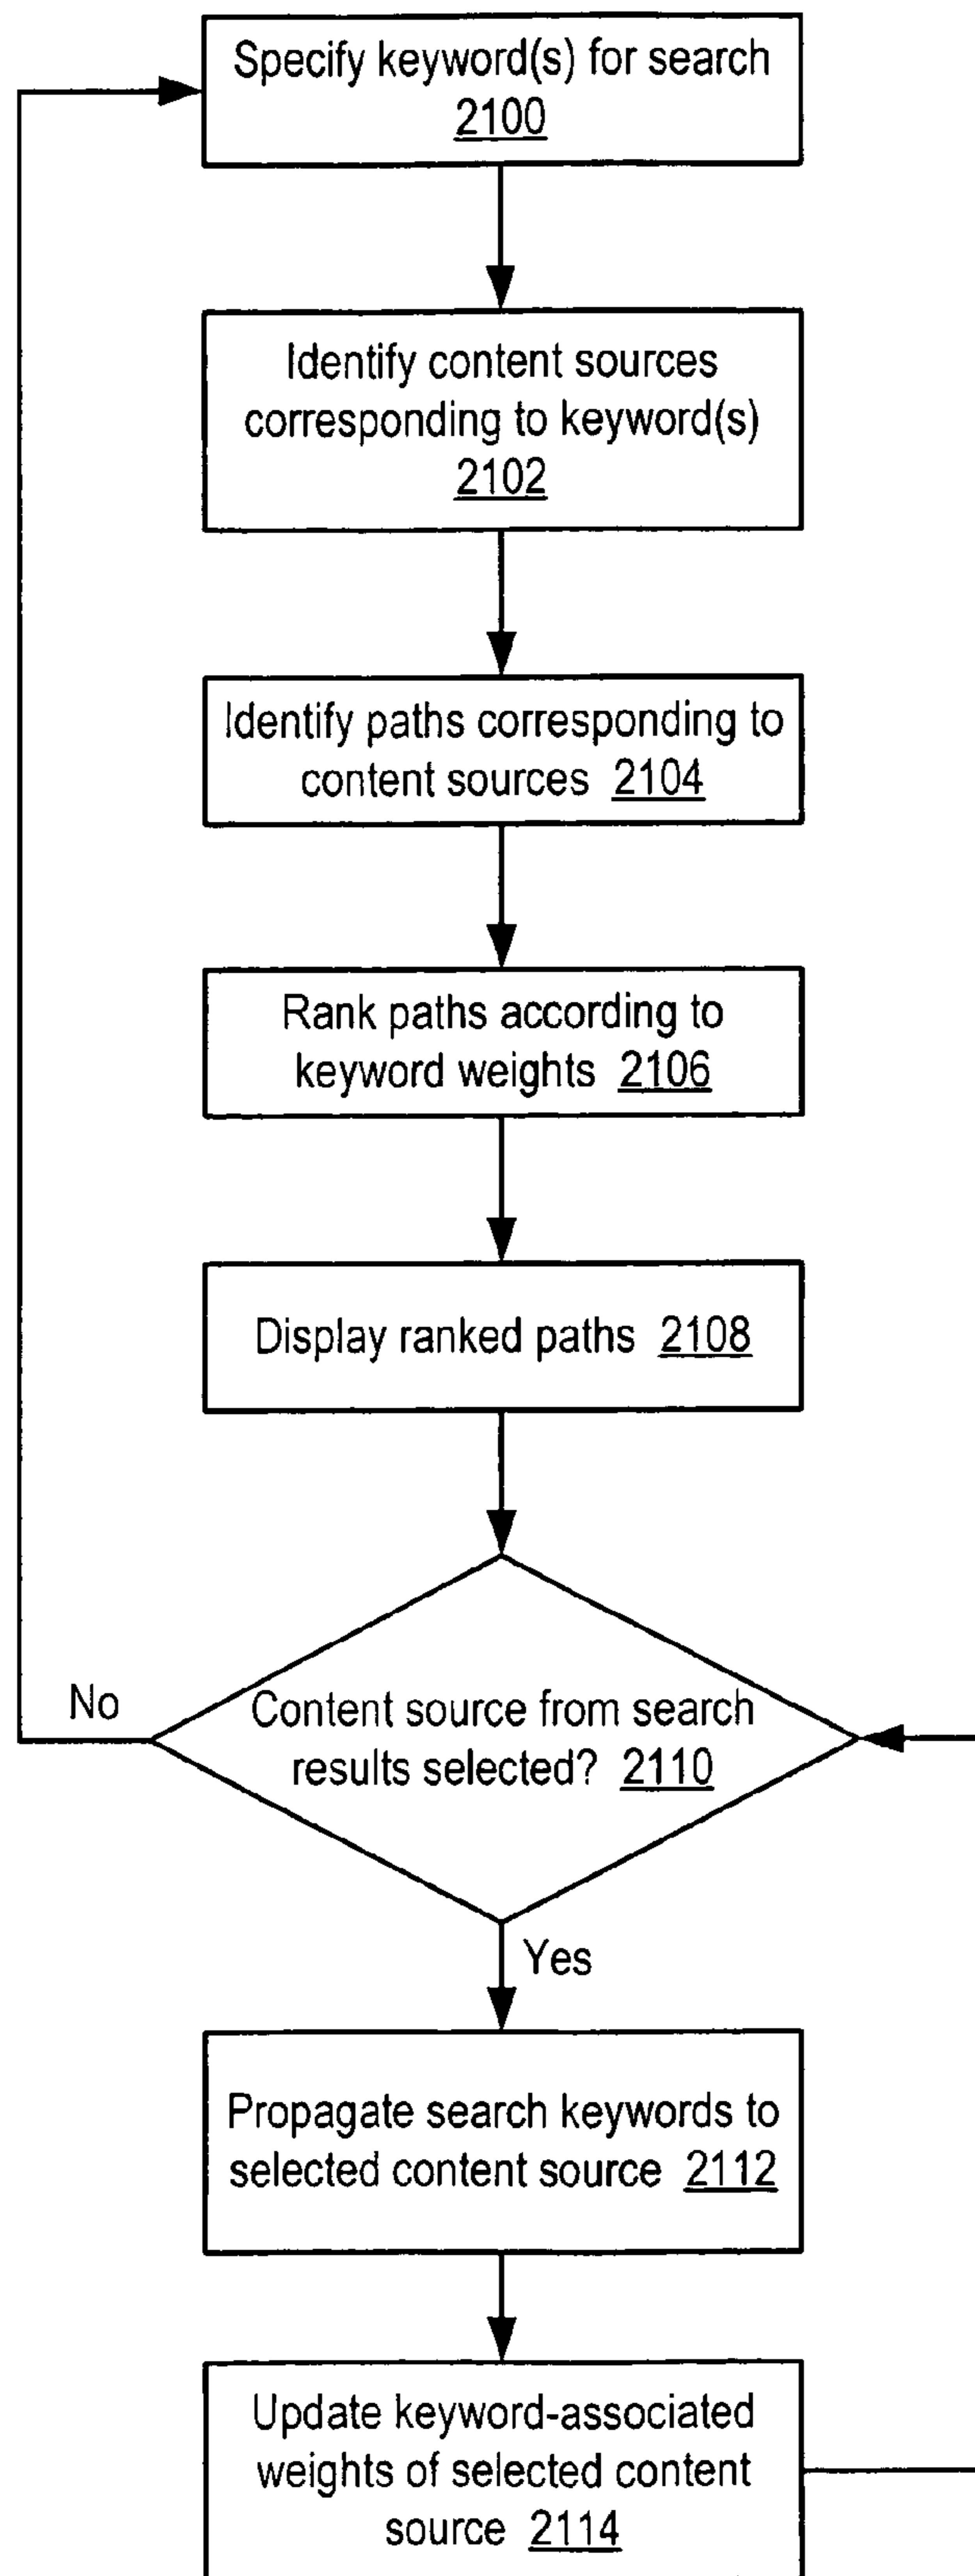 Specify keyword(s) for search
2100
Identify content sources
corresponding to keyword(s)
2102
Identify paths corresponding to
content sources 2104
Rank paths according to
keyword weights 2106
Display ranked paths 2108
No
Content source from search
results selected? 2110
Yes
Propagate search keywords to
selected content source 2112
Update keyword-associated
weights of selected content
source 2114